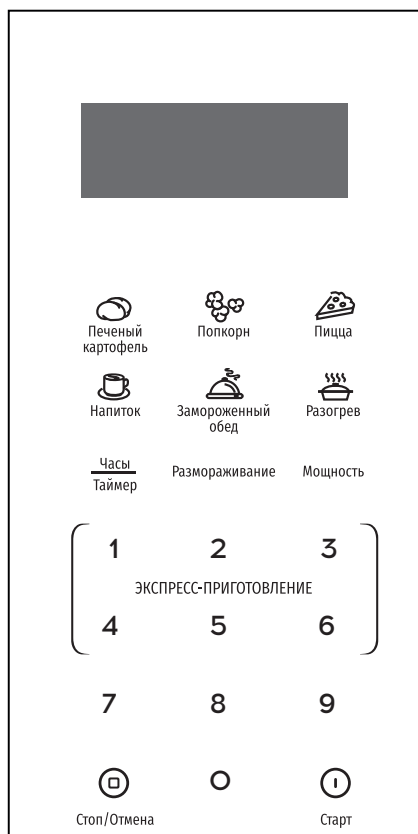 Печеный
картофель
Попкорн
Пицца
Напиток
Замороженный
обед
Разогрев
Часы
Таймер
Размораживание
Мощность
1 2 3
ЭКСПРЕСС-ПРИГОТОВЛЕНИЕ
4 5 6
7 8 9
0
Стоп/Отмена
Старт